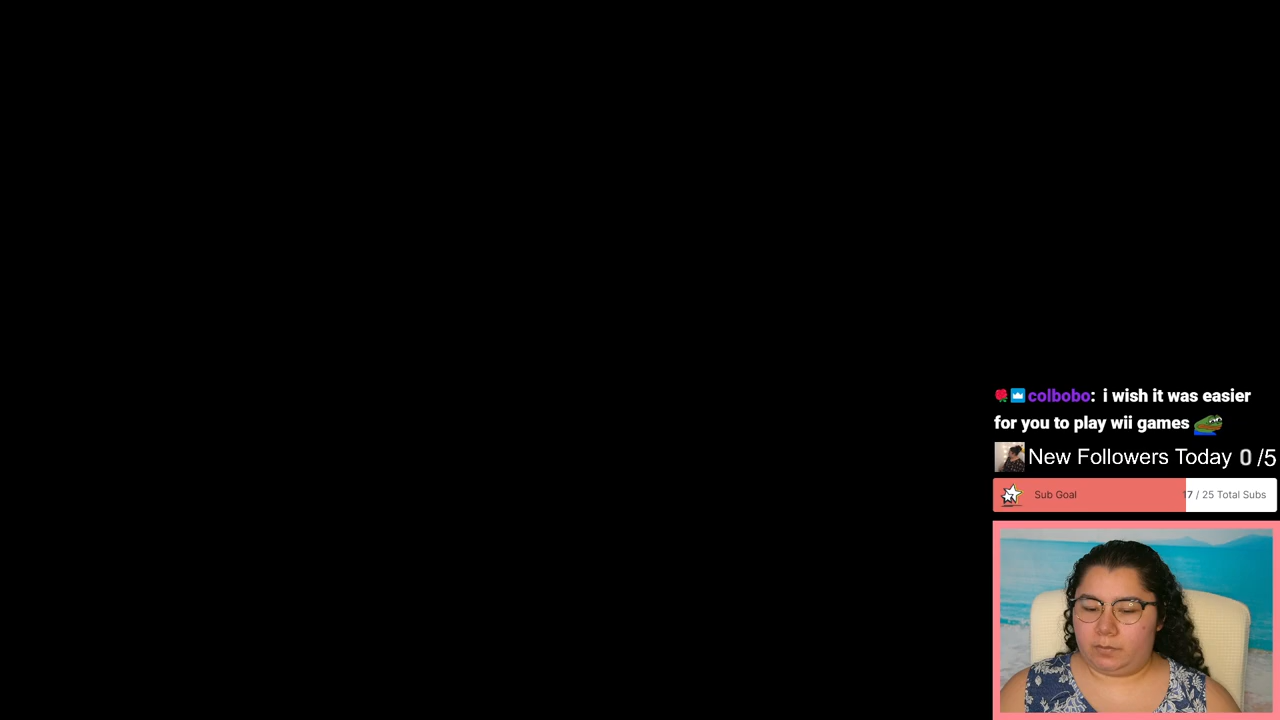 colbobo: i wish it was easier
for you to play wii games
New Followers Today 0 /5
Sub Goal 17 / 25 Total Subs